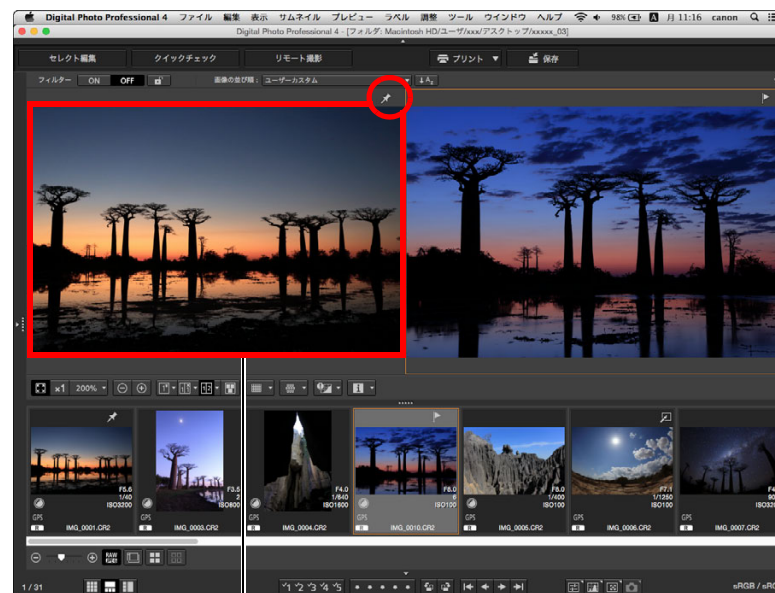 Digital Photo Professional 4 ファイル 編集 表示 サムネイル プレビュー ラベル 調整 ツール ウインドウ ヘルプ 98% A 月 11:16 canon
Digital Photo Professional 4 - [フォルダ: Macintosh HD/ユーザ/xxx/デスクトップ/xxxxx_03]
セレクト編集 クイックチェック リモート撮影 プリント ▼ 保存
フィルター ON OFF 画像の並び順： ユーザーカスタム
x1 200%
F5.6 F3.5 F4.0 F8.0 F8.0 F7.1
1/40 2 1/640 6 1/400 1/1250
ISO3200 ISO800 ISO1600 ISO100 ISO100 ISO100
GPS GPS GPS GPS GPS
IMG_0001.CR2 IMG_0003.CR2 IMG_0004.CR2 IMG_0010.CR2 IMG_0005.CR2 IMG_0006.CR2 IMG_0007.CR2
RAW
1 / 31 1 2 3 4 5 sRGB / sR